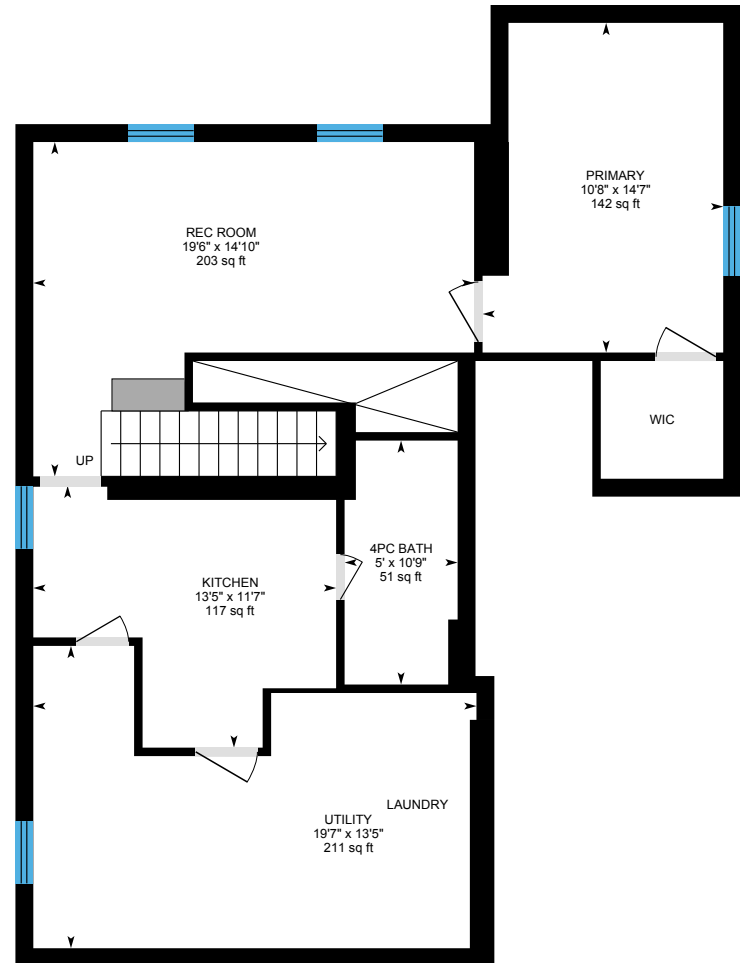 PRIMARY
10'8" x 14'7"
142 sq ft
REC ROOM
19'6" x 14'10"
203 sq ft
WIC
UP
4PC BATH
5' x 10'9"
51 sq ft
KITCHEN
13'5" x 11'7"
117 sq ft
LAUNDRY
UTILITY
19'7" x 13'5"
211 sq ft